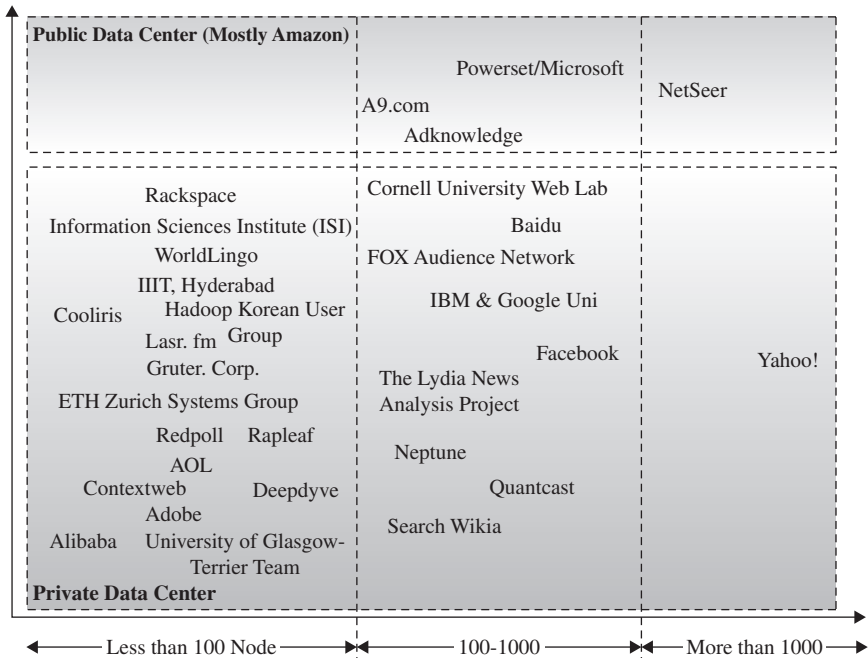 Public Data Center (Mostly Amazon)
Powerset/Microsoft
NetSeer
A9.com
Adknowledge
Rackspace
Information Sciences Institute (ISI)
WorldLingo
IIIT, Hyderabad
Cooliris
Hadoop Korean User
Group
Lasr. fm
Gruter. Corp.
ETH Zurich Systems Group
Redpoll
Rapleaf
AOL
Contextweb
Deepdyve
Adobe
Alibaba
University of Glasgow-
Terrier Team
Private Data Center
Cornell University Web Lab
Baidu
FOX Audience Network
IBM & Google Uni
Facebook
The Lydia News
Analysis Project
Neptune
Quantcast
Search Wikia
Yahoo!
Less than 100 Node
100-1000
More than 1000